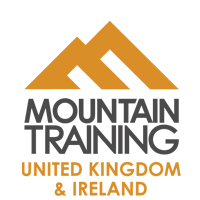 MOUNTAIN
TRAINING
UNITED KINGDOM
& IRELAND